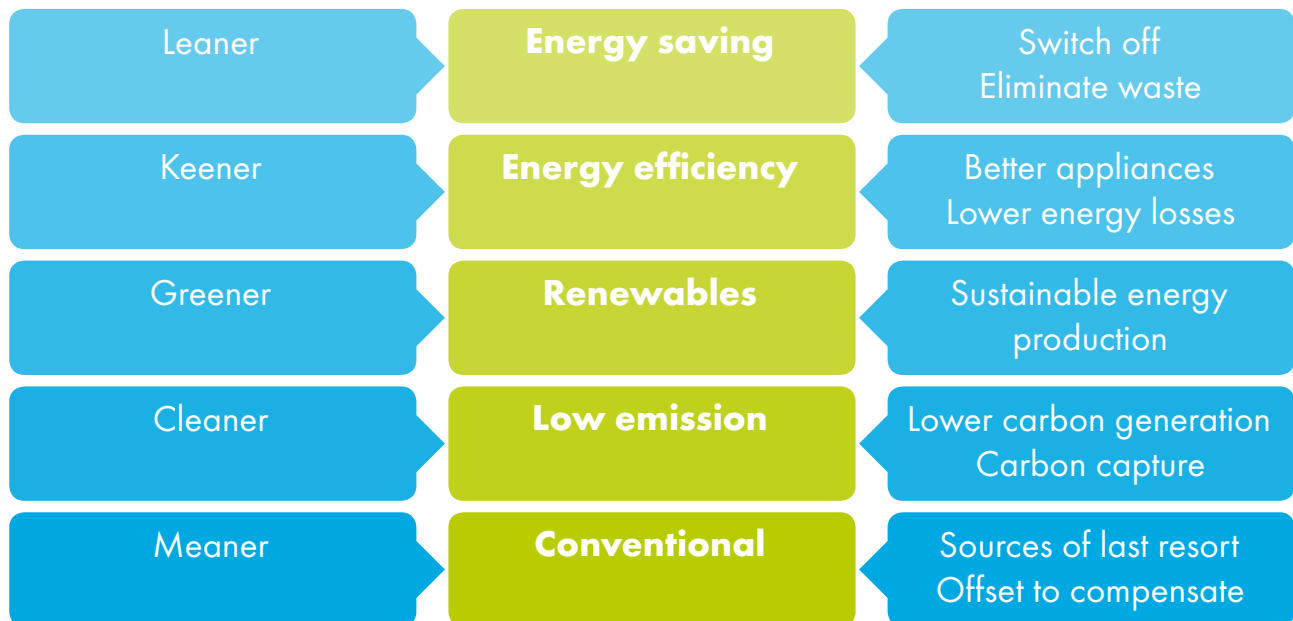 Leaner
Energy saving
Switch off
Eliminate waste
Keener
Energy efficiency
Better appliances
Lower energy losses
Greener
Renewables
Sustainable energy
production
Cleaner
Low emission
Lower carbon generation
Carbon capture
Meaner
Conventional
Sources of last resort
Offset to compensate